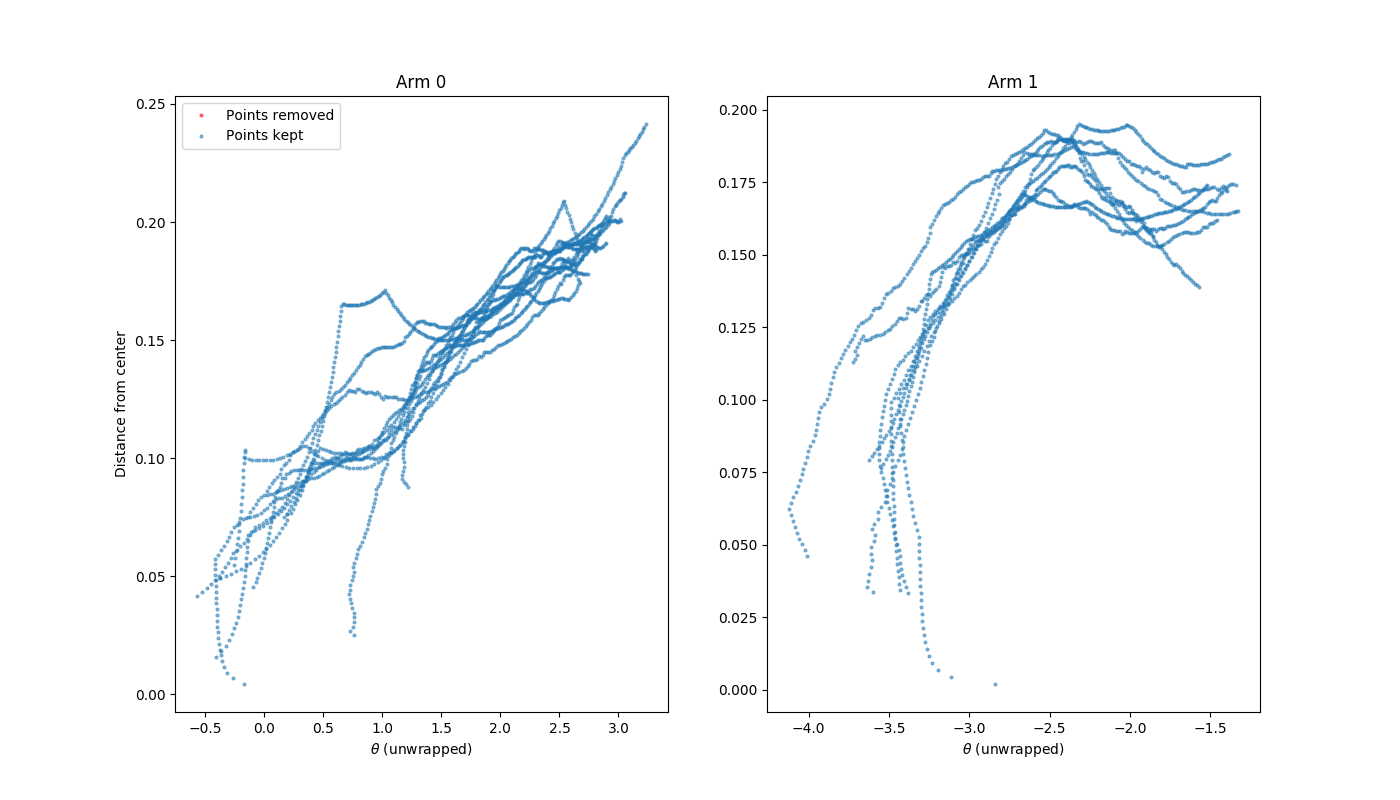 Arm 0
Arm 1
Points removed
Points kept
0.25
0.20
0.15
0.10
0.05
0.00
Distance from center
−0.5 0.0 0.5 1.0 1.5 2.0 2.5 3.0
θ (unwrapped)
0.200
0.175
0.150
0.125
0.100
0.075
0.050
0.025
0.000
−4.0 −3.5 −3.0 −2.5 −2.0 −1.5
θ (unwrapped)